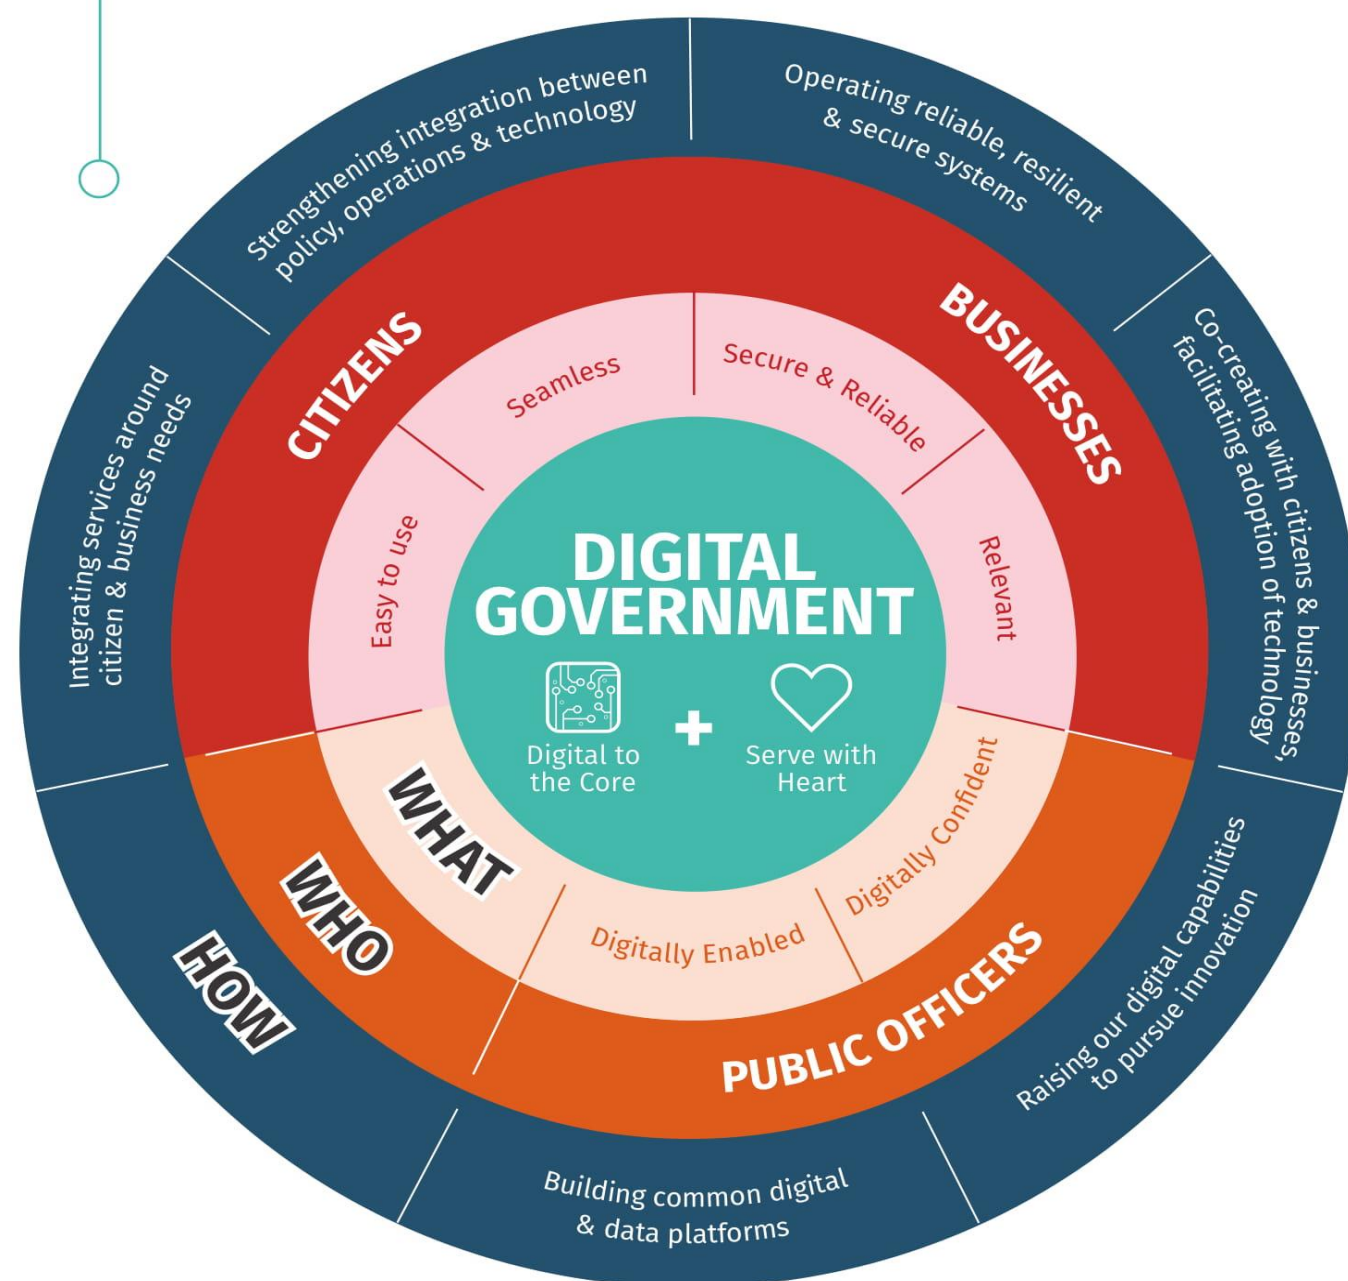 DIGITAL
GOVERNMENT
Digital to
the Core
+
Serve with
Heart
WHAT
Easy to use
Seamless
Secure & Reliable
Relevant
Digitally Confident
Digitally Enabled
WHO
CITIZENS
BUSINESSES
PUBLIC OFFICERS
HOW
Integrating services around
citizen & business needs
Strengthening integration between
policy, operations & technology
Operating reliable, resilient
& secure systems
Co-creating with citizens & businesses,
facilitating adoption of technology
Raising our digital capabilities
to pursue innovation
Building common digital
& data platforms